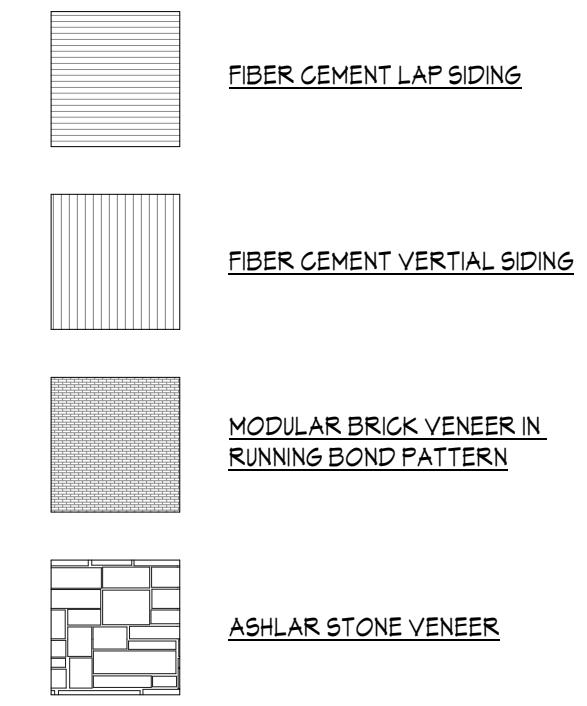 FIBER CEMENT LAP SIDING
FIBER CEMENT VERTIAL SIDING
MODULAR BRICK VENEER IN
RUNNING BOND PATTERN
ASHLAR STONE VENEER